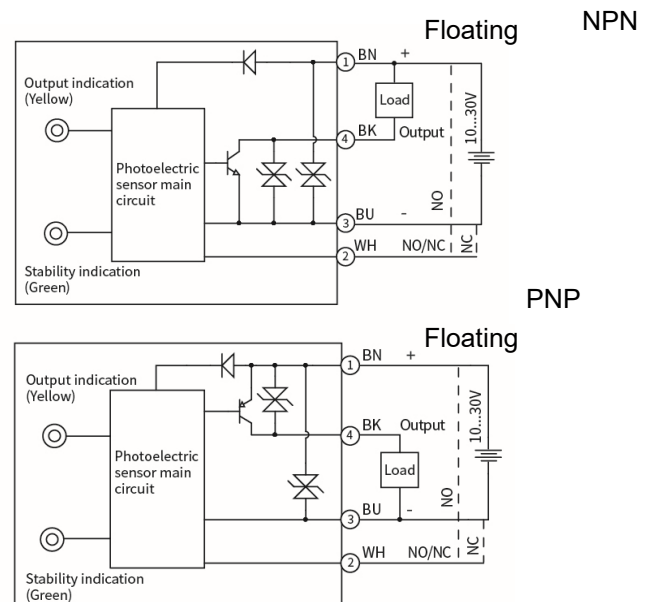 Floating
NPN
Output indication
(Yellow)
1 BN +
Load
4 BK Output
10...30V
Photoelectric
sensor main
circuit
3 BU -
NO
2 WH NO/NC
NC
Stability indication
(Green)
PNP
Floating
1 BN +
Output indication
(Yellow)
4 BK Output
10...30V
Photoelectric
sensor main
circuit
Load
NO
3 BU -
2 WH NO/NC
NC
Stability indication
(Green)